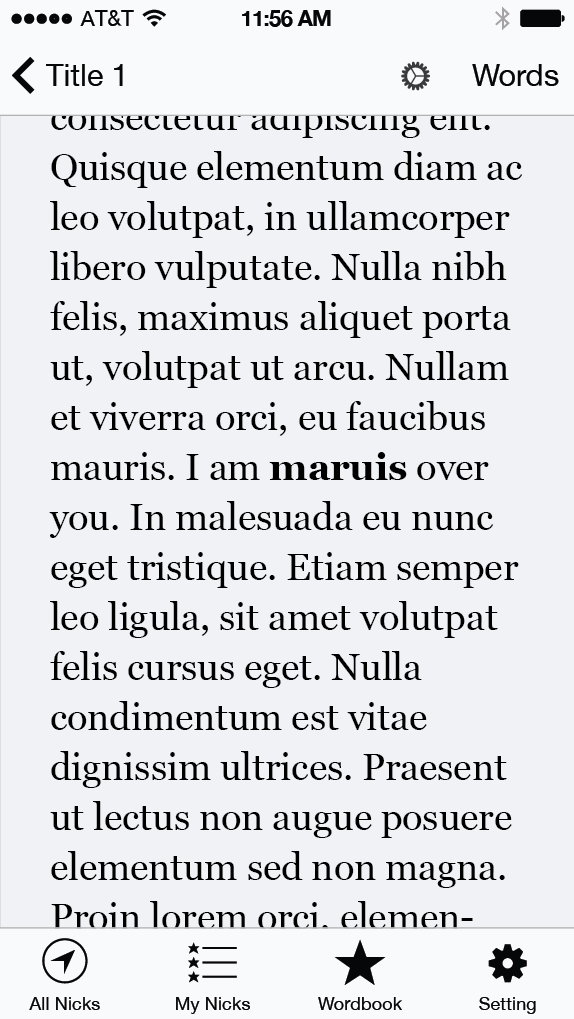 AT&T 11:56 AM
Title 1 Words
consectetur adipiscing elit.
Quisque elementum diam ac
leo volutpat, in ullamcorper
libero vulputate. Nulla nibh
felis, maximus aliquet porta
ut, volutpat ut arcu. Nullam
et viverra orci, eu faucibus
mauris. I am maruis over
you. In malesuada eu nunc
eget tristique. Etiam semper
leo ligula, sit amet volutpat
felis cursus eget. Nulla
condimentum est vitae
dignissim ultrices. Praesent
ut lectus non augue posuere
elementum sed non magna.
Proin lorem orci, elemen-
All Nicks My Nicks Wordbook Setting